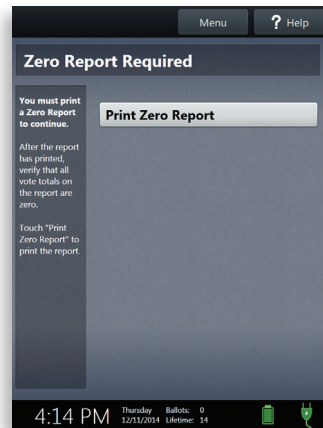 Menu
? Help
Zero Report Required
You must print
a Zero Report
to continue.
After the report
has printed,
verify that all
vote totals on
the report are
zero.
Touch "Print
Zero Report" to
print the report.
Print Zero Report
4:14 PM
Thursday Ballots: 0
12/11/2014 Lifetime: 14